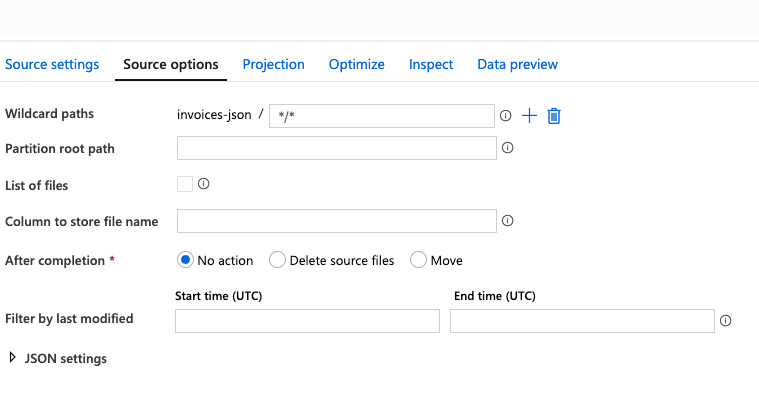 Source settings Source options Projection Optimize Inspect Data preview
Wildcard paths invoices-json / */*
Partition root path
List of files
Column to store file name
After completion * No action Delete source files Move
Start time (UTC) End time (UTC)
Filter by last modified
JSON settings